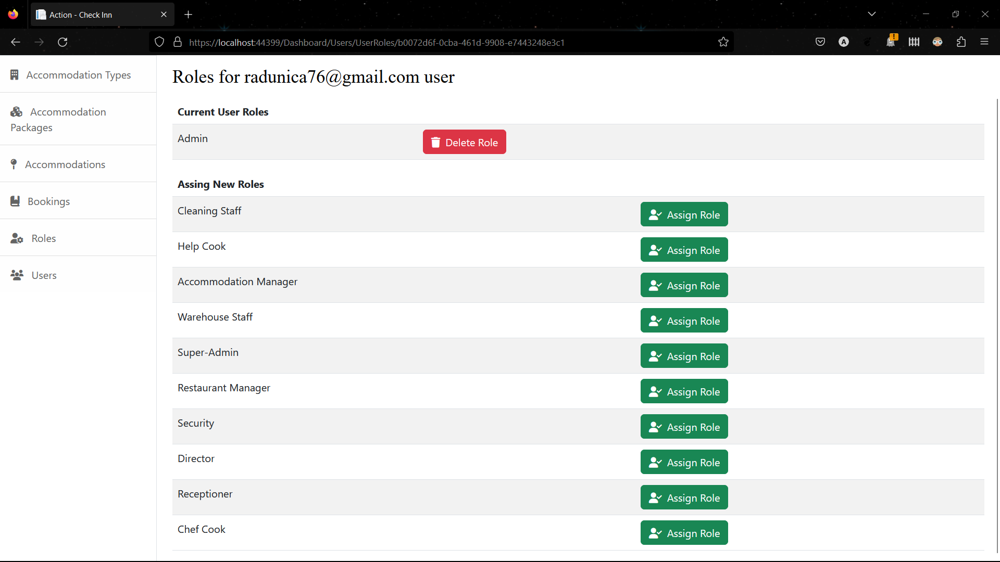 Action - Check Inn
https://localhost:44399/Dashboard/Users/UserRoles/b0072d6f-0cba-461d-9908-e7443248e3c1
Accommodation Types
Accommodation
Packages
Accommodations
Bookings
Roles
Users
Roles for radunica76@gmail.com user
Current User Roles
Admin Delete Role
Assing New Roles
Cleaning Staff Assign Role
Help Cook Assign Role
Accommodation Manager Assign Role
Warehouse Staff Assign Role
Super-Admin Assign Role
Restaurant Manager Assign Role
Security Assign Role
Director Assign Role
Receptioner Assign Role
Chef Cook Assign Role